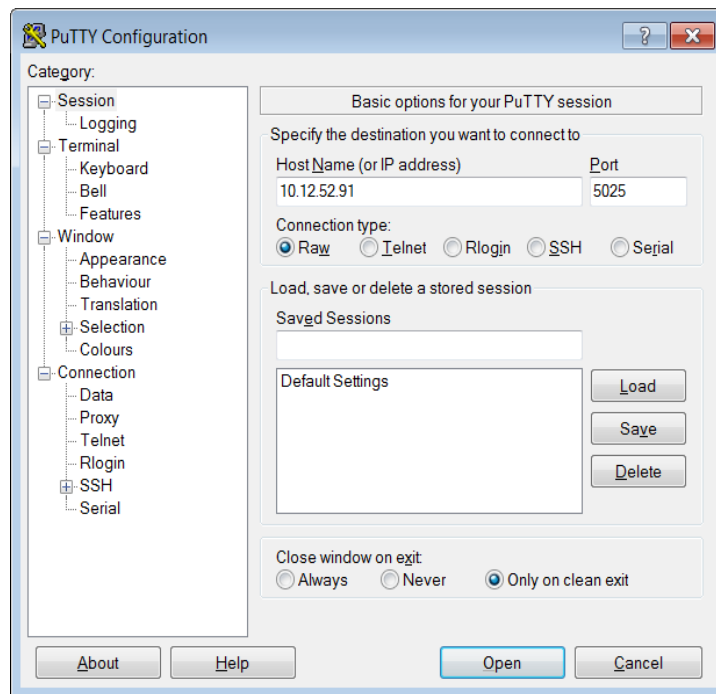 PuTTY Configuration
Category:
Session
Logging
Terminal
Keyboard
Bell
Features
Window
Appearance
Behaviour
Translation
Selection
Colours
Connection
Data
Proxy
Telnet
Rlogin
SSH
Serial
Basic options for your PuTTY session
Specify the destination you want to connect to
Host Name (or IP address) Port
10.12.52.91 5025
Connection type:
Raw Telnet Rlogin SSH Serial
Load, save or delete a stored session
Saved Sessions
Default Settings
Load
Save
Delete
Close window on exit:
Always Never Only on clean exit
About Help Open Cancel